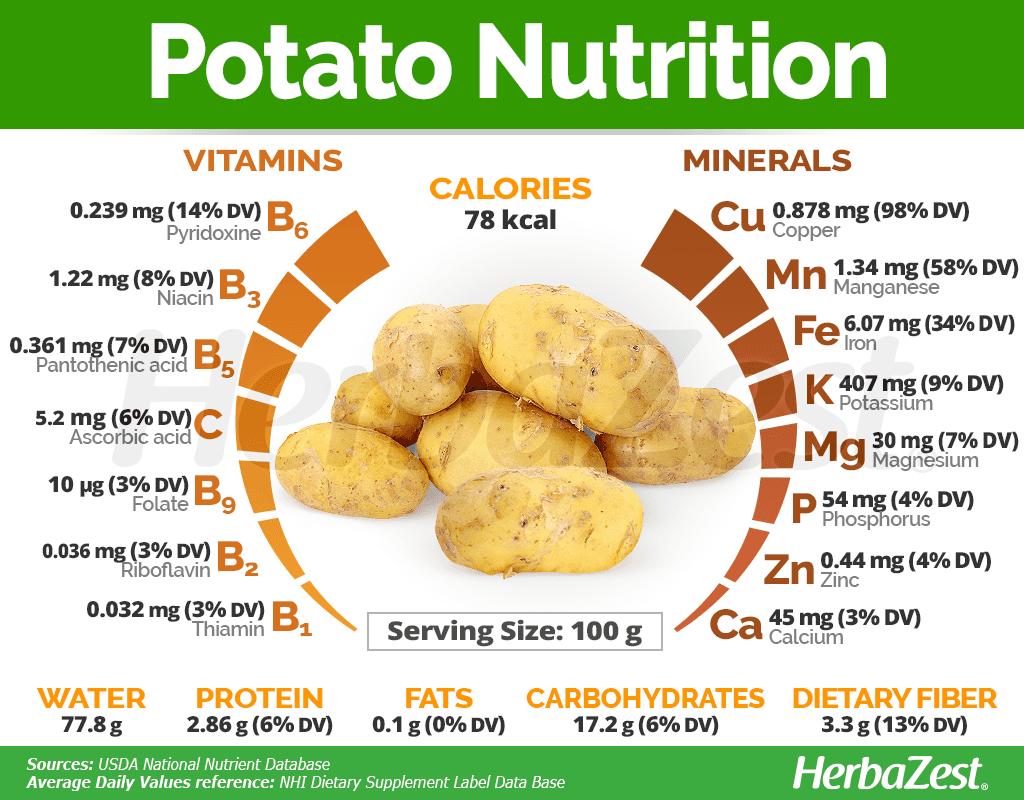 Potato Nutrition
VITAMINS
0.239 mg (14% DV) B6
Pyridoxine
1.22 mg (8% DV) B3
Niacin
0.361 mg (7% DV) B5
Pantothenic acid
5.2 mg (6% DV) C
Ascorbic acid
10 µg (3% DV) B9
Folate
0.036 mg (3% DV) B2
Riboflavin
0.032 mg (3% DV) B1
Thiamin
CALORIES
78 kcal
HerbaZest
MINERALS
Cu 0.878 mg (98% DV)
Copper
Mn 1.34 mg (58% DV)
Manganese
Fe 6.07 mg (34% DV)
Iron
K 407 mg (9% DV)
Potassium
Mg 30 mg (7% DV)
Magnesium
P 54 mg (4% DV)
Phosphorus
Zn 0.44 mg (4% DV)
Zinc
Ca 45 mg (3% DV)
Calcium
Serving Size: 100 g
WATER
77.8 g
PROTEIN
2.86 g (6% DV)
FATS
0.1 g (0% DV)
CARBOHYDRATES
17.2 g (6% DV)
DIETARY FIBER
3.3 g (13% DV)
Sources: USDA National Nutrient Database
Average Daily Values reference: NHI Dietary Supplement Label Data Base
HerbaZest®